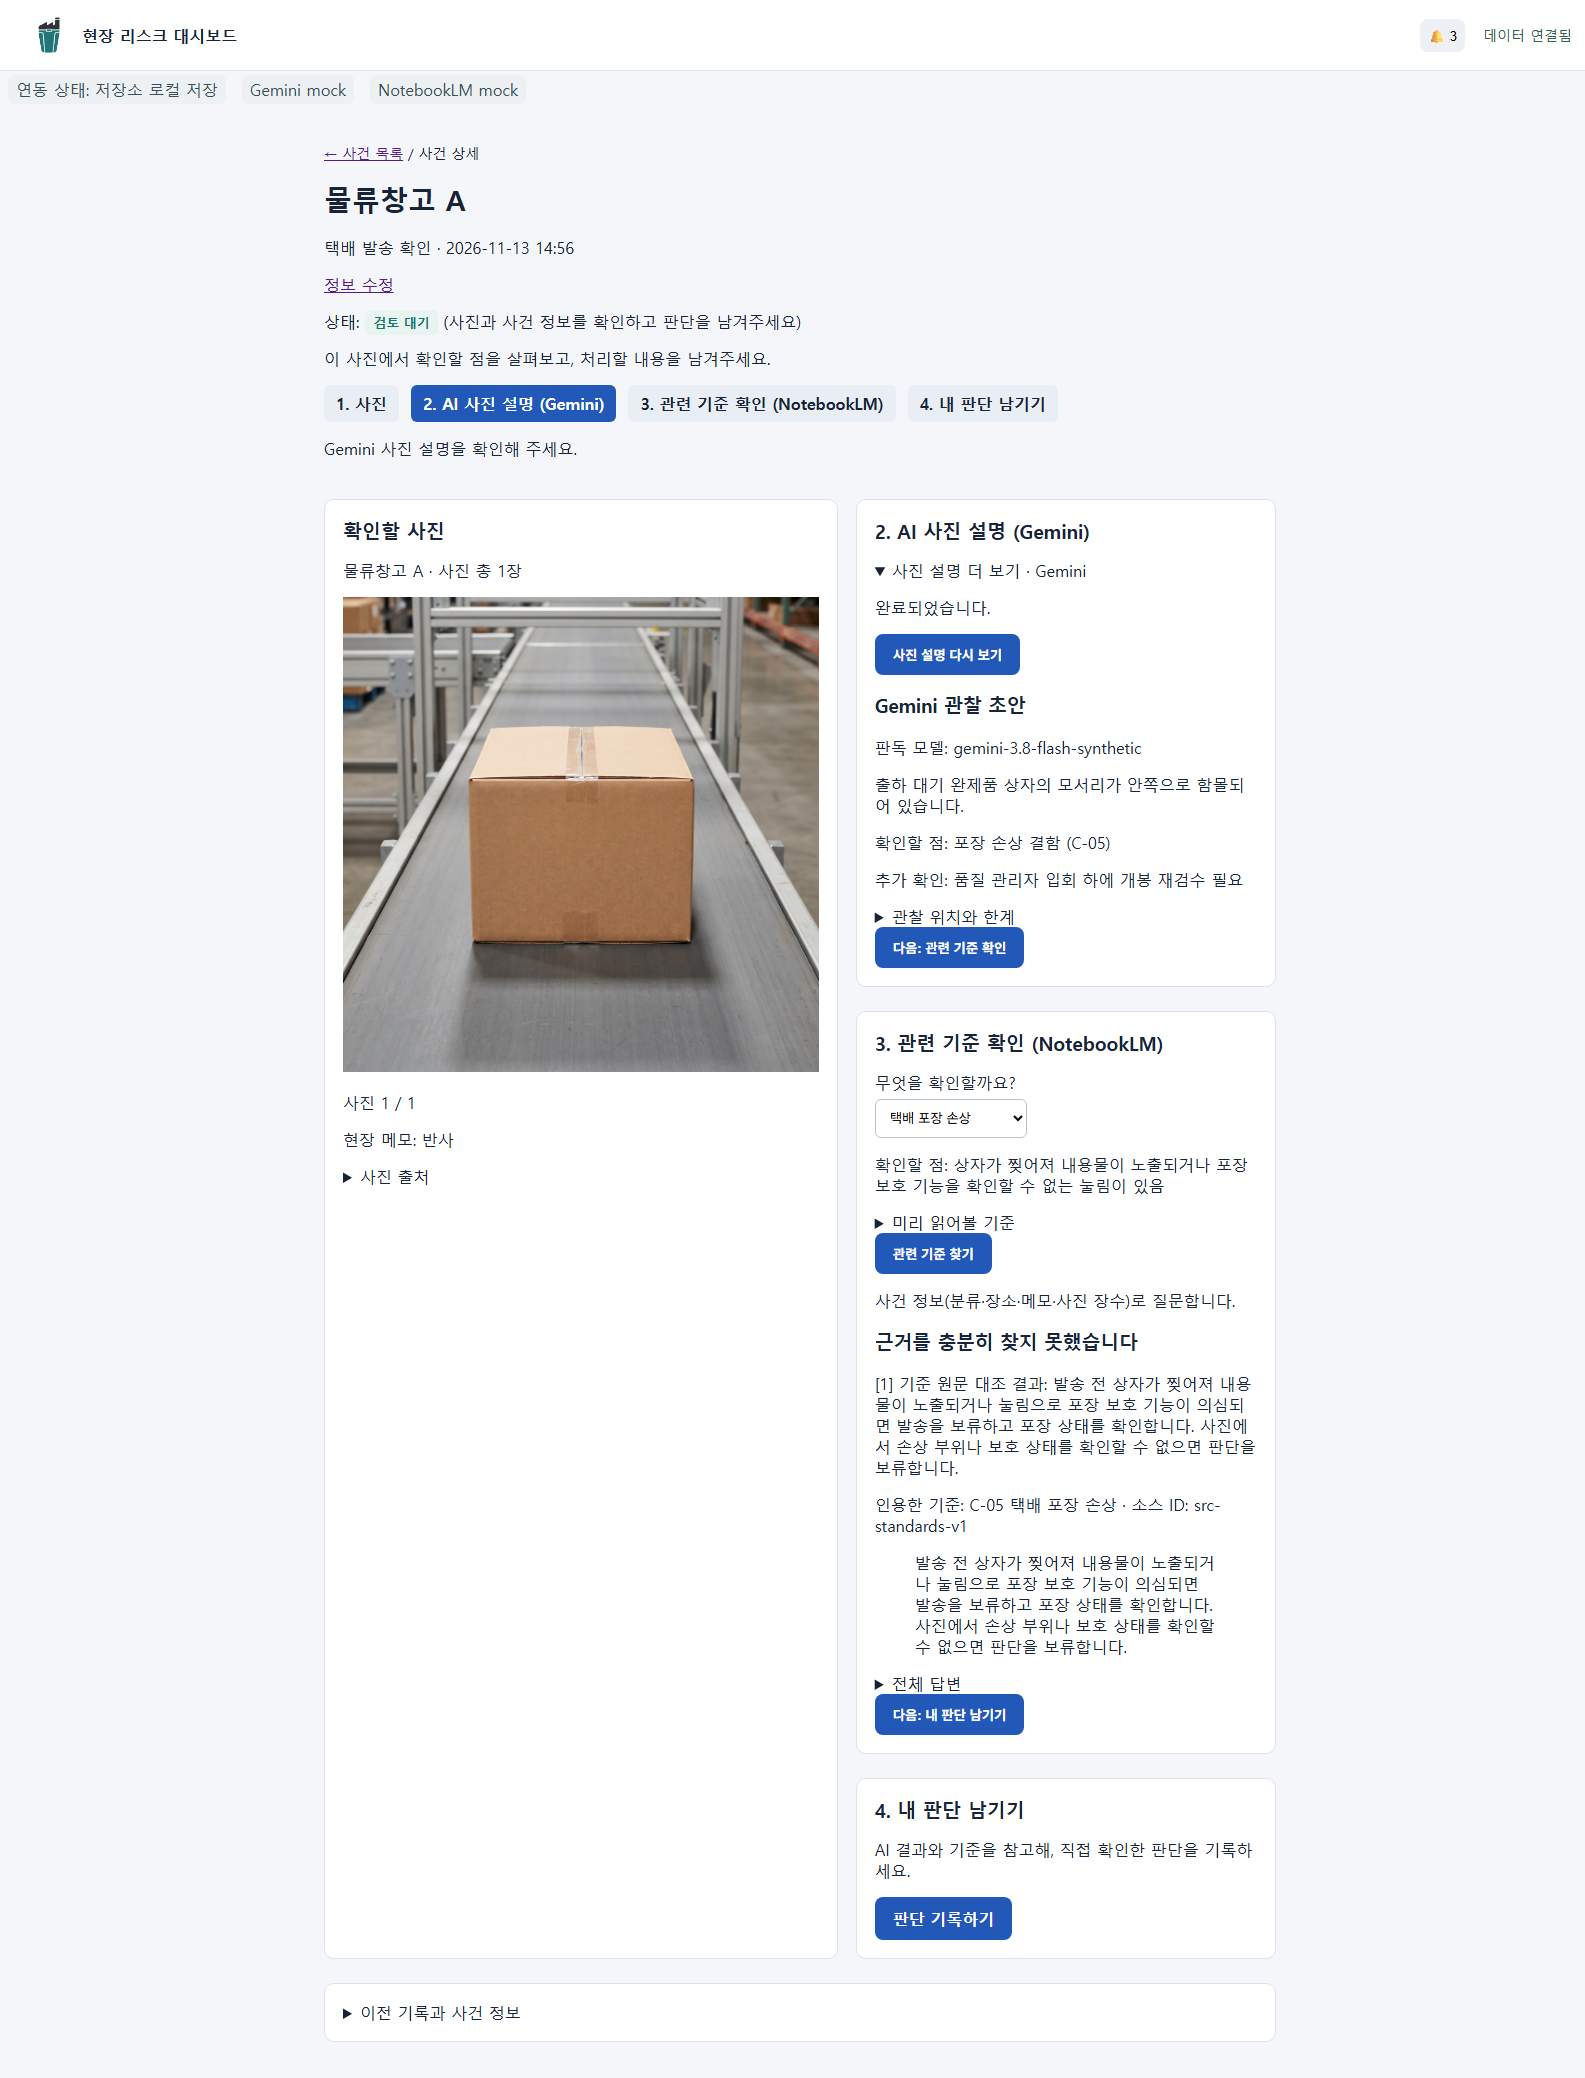 현장 리스크 대시보드
3
데이터 연결됨
연동 상태: 저장소 로컬 저장
Gemini mock
NotebookLM mock
← 사건 목록 / 사건 상세
물류창고 A
택배 발송 확인 · 2026-11-13 14:56
정보 수정
상태: 검토 대기 (사진과 사건 정보를 확인하고 판단을 남겨주세요)
이 사진에서 확인할 점을 살펴보고, 처리할 내용을 남겨주세요.
1. 사진
2. AI 사진 설명 (Gemini)
3. 관련 기준 확인 (NotebookLM)
4. 내 판단 남기기
Gemini 사진 설명을 확인해 주세요.
확인할 사진
물류창고 A · 사진 총 1장
사진 1 / 1
현장 메모: 반사
▶ 사진 출처
2. AI 사진 설명 (Gemini)
▼ 사진 설명 더 보기 · Gemini
완료되었습니다.
사진 설명 다시 보기
Gemini 관찰 초안
판독 모델: gemini-3.8-flash-synthetic
출하 대기 완제품 상자의 모서리가 안쪽으로 함몰되
어 있습니다.
확인할 점: 포장 손상 결함 (C-05)
추가 확인: 품질 관리자 입회 하에 개봉 재검수 필요
▶ 관찰 위치와 한계
다음: 관련 기준 확인
3. 관련 기준 확인 (NotebookLM)
무엇을 확인할까요?
택배 포장 손상
확인할 점: 상자가 찢어져 내용물이 노출되거나 포장
보호 기능을 확인할 수 없는 눌림이 있음
▶ 미리 읽어볼 기준
관련 기준 찾기
사건 정보(분류·장소·메모·사진 장수)로 질문합니다.
근거를 충분히 찾지 못했습니다
[1] 기준 원문 대조 결과: 발송 전 상자가 찢어져 내용
물이 노출되거나 눌림으로 포장 보호 기능이 의심되
면 발송을 보류하고 포장 상태를 확인합니다. 사진에
서 손상 부위나 보호 상태를 확인할 수 없으면 판단을
보류합니다.
인용한 기준: C-05 택배 포장 손상 · 소스 ID: src-
standards-v1
발송 전 상자가 찢어져 내용물이 노출되거
나 눌림으로 포장 보호 기능이 의심되면
발송을 보류하고 포장 상태를 확인합니다.
사진에서 손상 부위나 보호 상태를 확인할
수 없으면 판단을 보류합니다.
▶ 전체 답변
다음: 내 판단 남기기
4. 내 판단 남기기
AI 결과와 기준을 참고해, 직접 확인한 판단을 기록하
세요.
판단 기록하기
▶ 이전 기록과 사건 정보